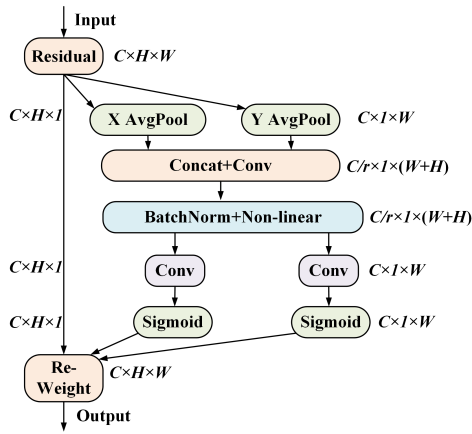 Input
Residual C×H×W
C×H×1 X AvgPool Y AvgPool C×1×W
Concat+Conv C/r×1×(W+H)
BatchNorm+Non-linear C/r×1×(W+H)
C×H×1 Conv Conv C×1×W
C×H×1 Sigmoid Sigmoid C×1×W
Re-
Weight C×H×W
Output